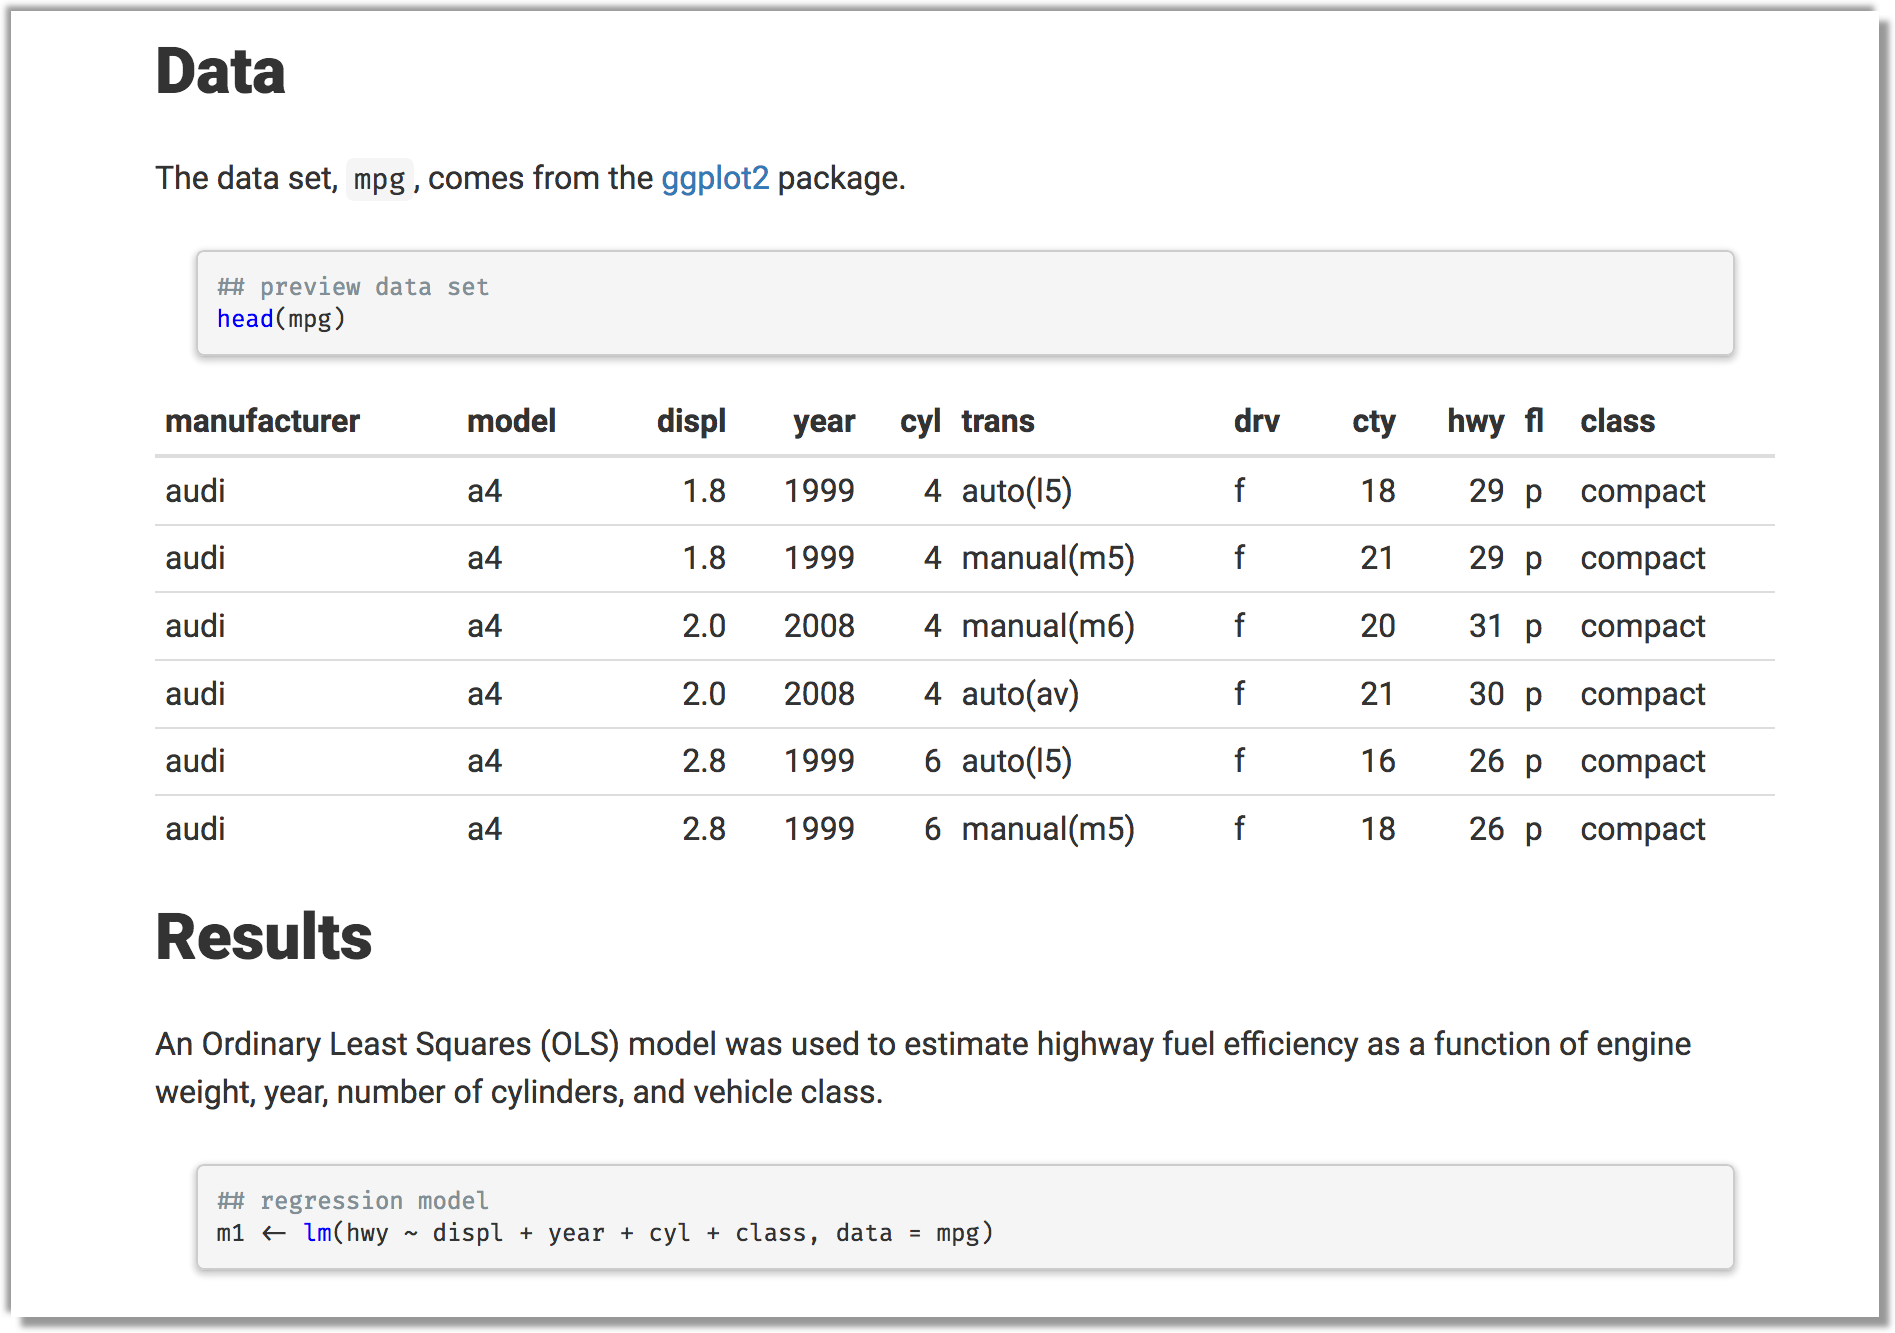 Data
The data set, mpg, comes from the ggplot2 package.
## preview data set
head(mpg)
manufacturer model displ year cyl trans drv cty hwy fl class
audi a4 1.8 1999 4 auto(l5) f 18 29 p compact
audi a4 1.8 1999 4 manual(m5) f 21 29 p compact
audi a4 2.0 2008 4 manual(m6) f 20 31 p compact
audi a4 2.0 2008 4 auto(av) f 21 30 p compact
audi a4 2.8 1999 6 auto(l5) f 16 26 p compact
audi a4 2.8 1999 6 manual(m5) f 18 26 p compact
Results
An Ordinary Least Squares (OLS) model was used to estimate highway fuel efficiency as a function of engine
weight, year, number of cylinders, and vehicle class.
## regression model
m1 <- lm(hwy ~ displ + year + cyl + class, data = mpg)